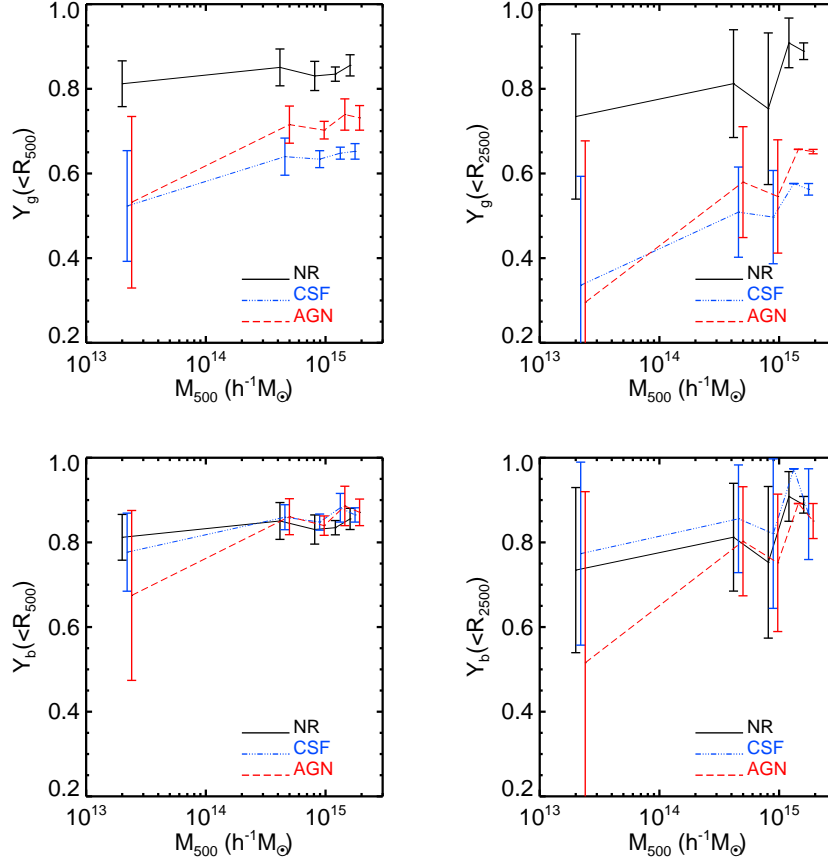 1.0
0.8
0.6
0.4
0.2
Y_g(<R_500)
NR
CSF
AGN
10^13 10^14 10^15
M_500 (h^-1M_⊙)
1.0
0.8
0.6
0.4
0.2
Y_g(<R_2500)
NR
CSF
AGN
10^13 10^14 10^15
M_500 (h^-1M_⊙)
1.0
0.8
0.6
0.4
0.2
Y_b(<R_500)
NR
CSF
AGN
10^13 10^14 10^15
M_500 (h^-1M_⊙)
1.0
0.8
0.6
0.4
0.2
Y_b(<R_2500)
NR
CSF
AGN
10^13 10^14 10^15
M_500 (h^-1M_⊙)